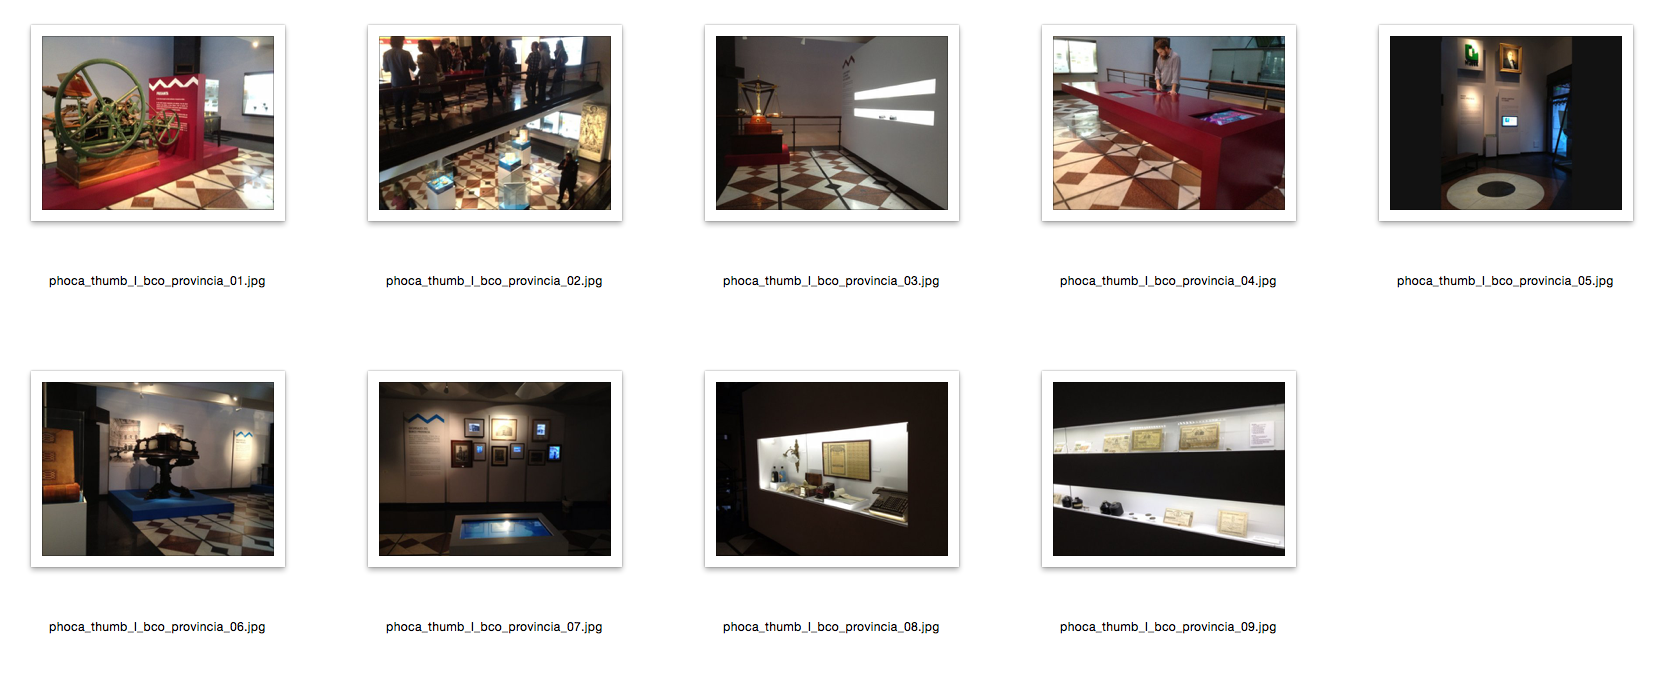 phoca_thumb_l_bco_provincia_01.jpg
phoca_thumb_l_bco_provincia_02.jpg
phoca_thumb_l_bco_provincia_03.jpg
phoca_thumb_l_bco_provincia_04.jpg
phoca_thumb_l_bco_provincia_05.jpg
phoca_thumb_l_bco_provincia_06.jpg
phoca_thumb_l_bco_provincia_07.jpg
phoca_thumb_l_bco_provincia_08.jpg
phoca_thumb_l_bco_provincia_09.jpg